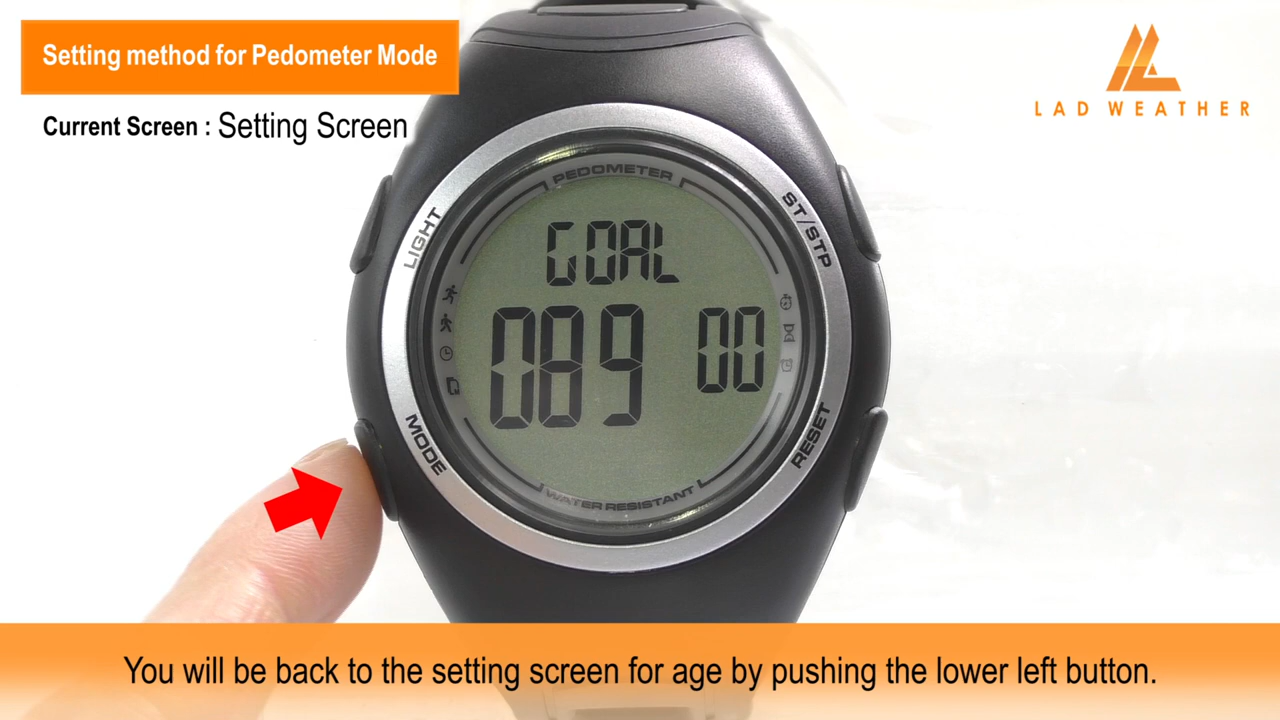 Setting method for Pedometer Mode
Current Screen : Setting Screen
LAD WEATHER
PEDOMETER
LIGHT
ST/STP
GOAL
089 00
MODE
RESET
WATER RESISTANT
You will be back to the setting screen for age by pushing the lower left button.